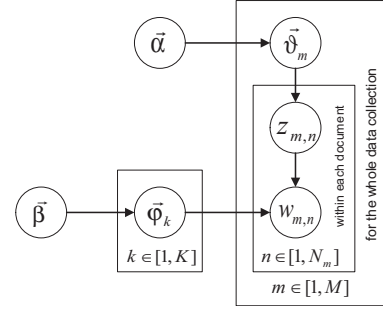 α⃗
ϑ⃗_m
z_{m,n}
β⃗
φ⃗_k
w_{m,n}
k∈[1,K]
n∈[1,N_m]
m∈[1,M]
within each document
for the whole data collection